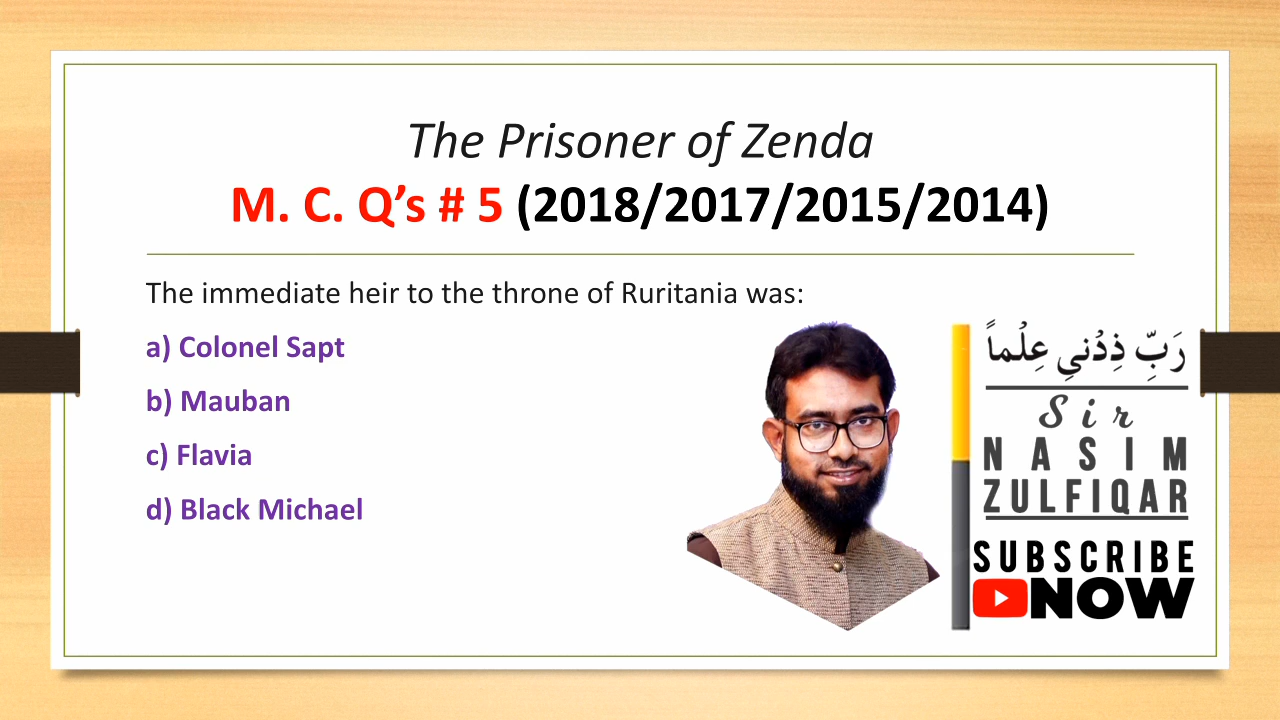 The Prisoner of Zenda
M. C. Q’s # 5 (2018/2017/2015/2014)
The immediate heir to the throne of Ruritania was:
a) Colonel Sapt
b) Mauban
c) Flavia
d) Black Michael
رَبِّ ذِدْنيِ عِلْماً
Sir
NASIM
ZULFIQAR
SUBSCRIBE
NOW